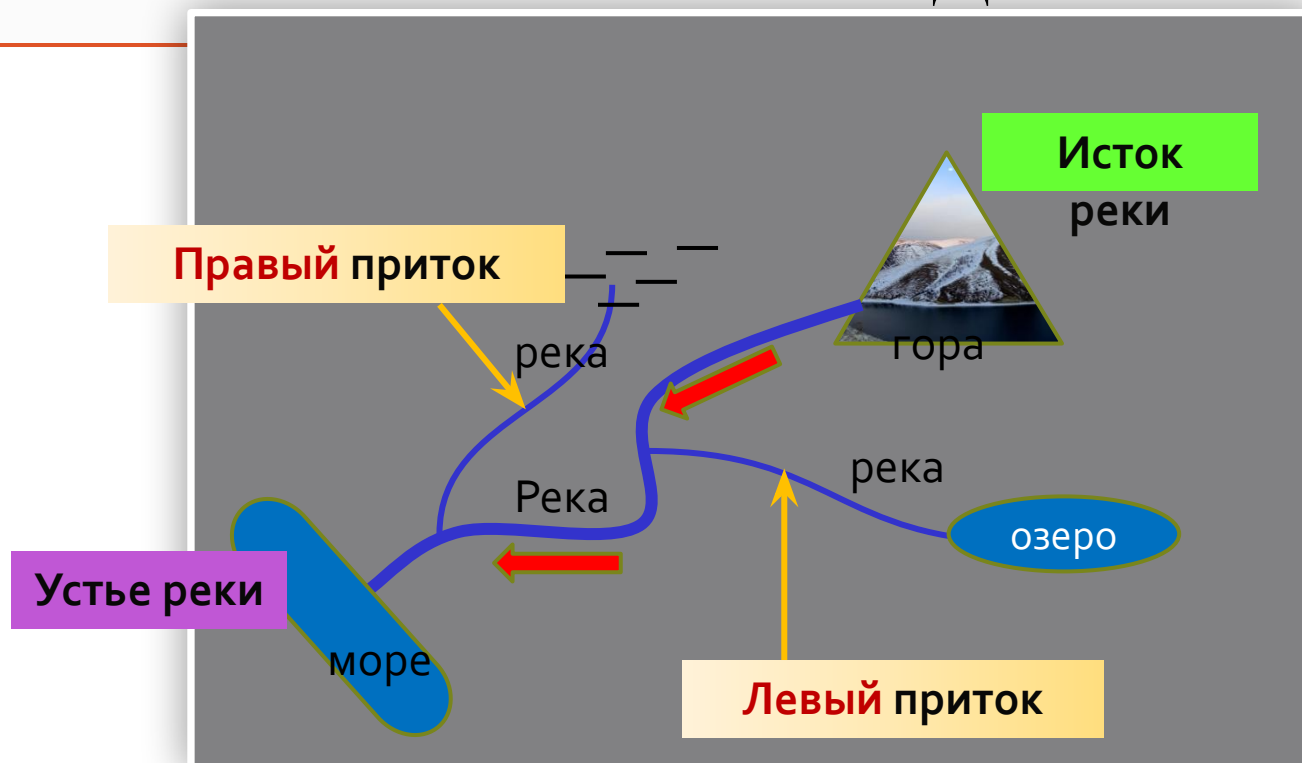 Исток
реки
Правый приток
река
гора
река
Река
озеро
Устье реки
море
Левый приток